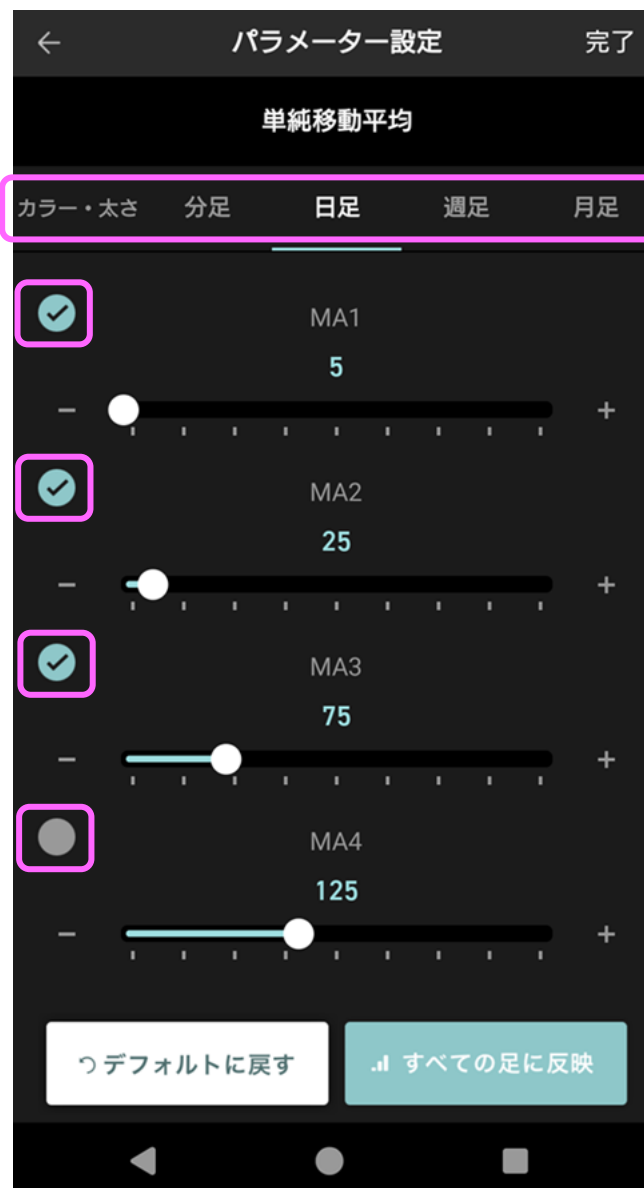 パラメーター設定 完了
単純移動平均
カラー・太さ 分足 日足 週足 月足
MA1
5
− +
MA2
25
− +
MA3
75
− +
MA4
125
− +
デフォルトに戻す すべての足に反映